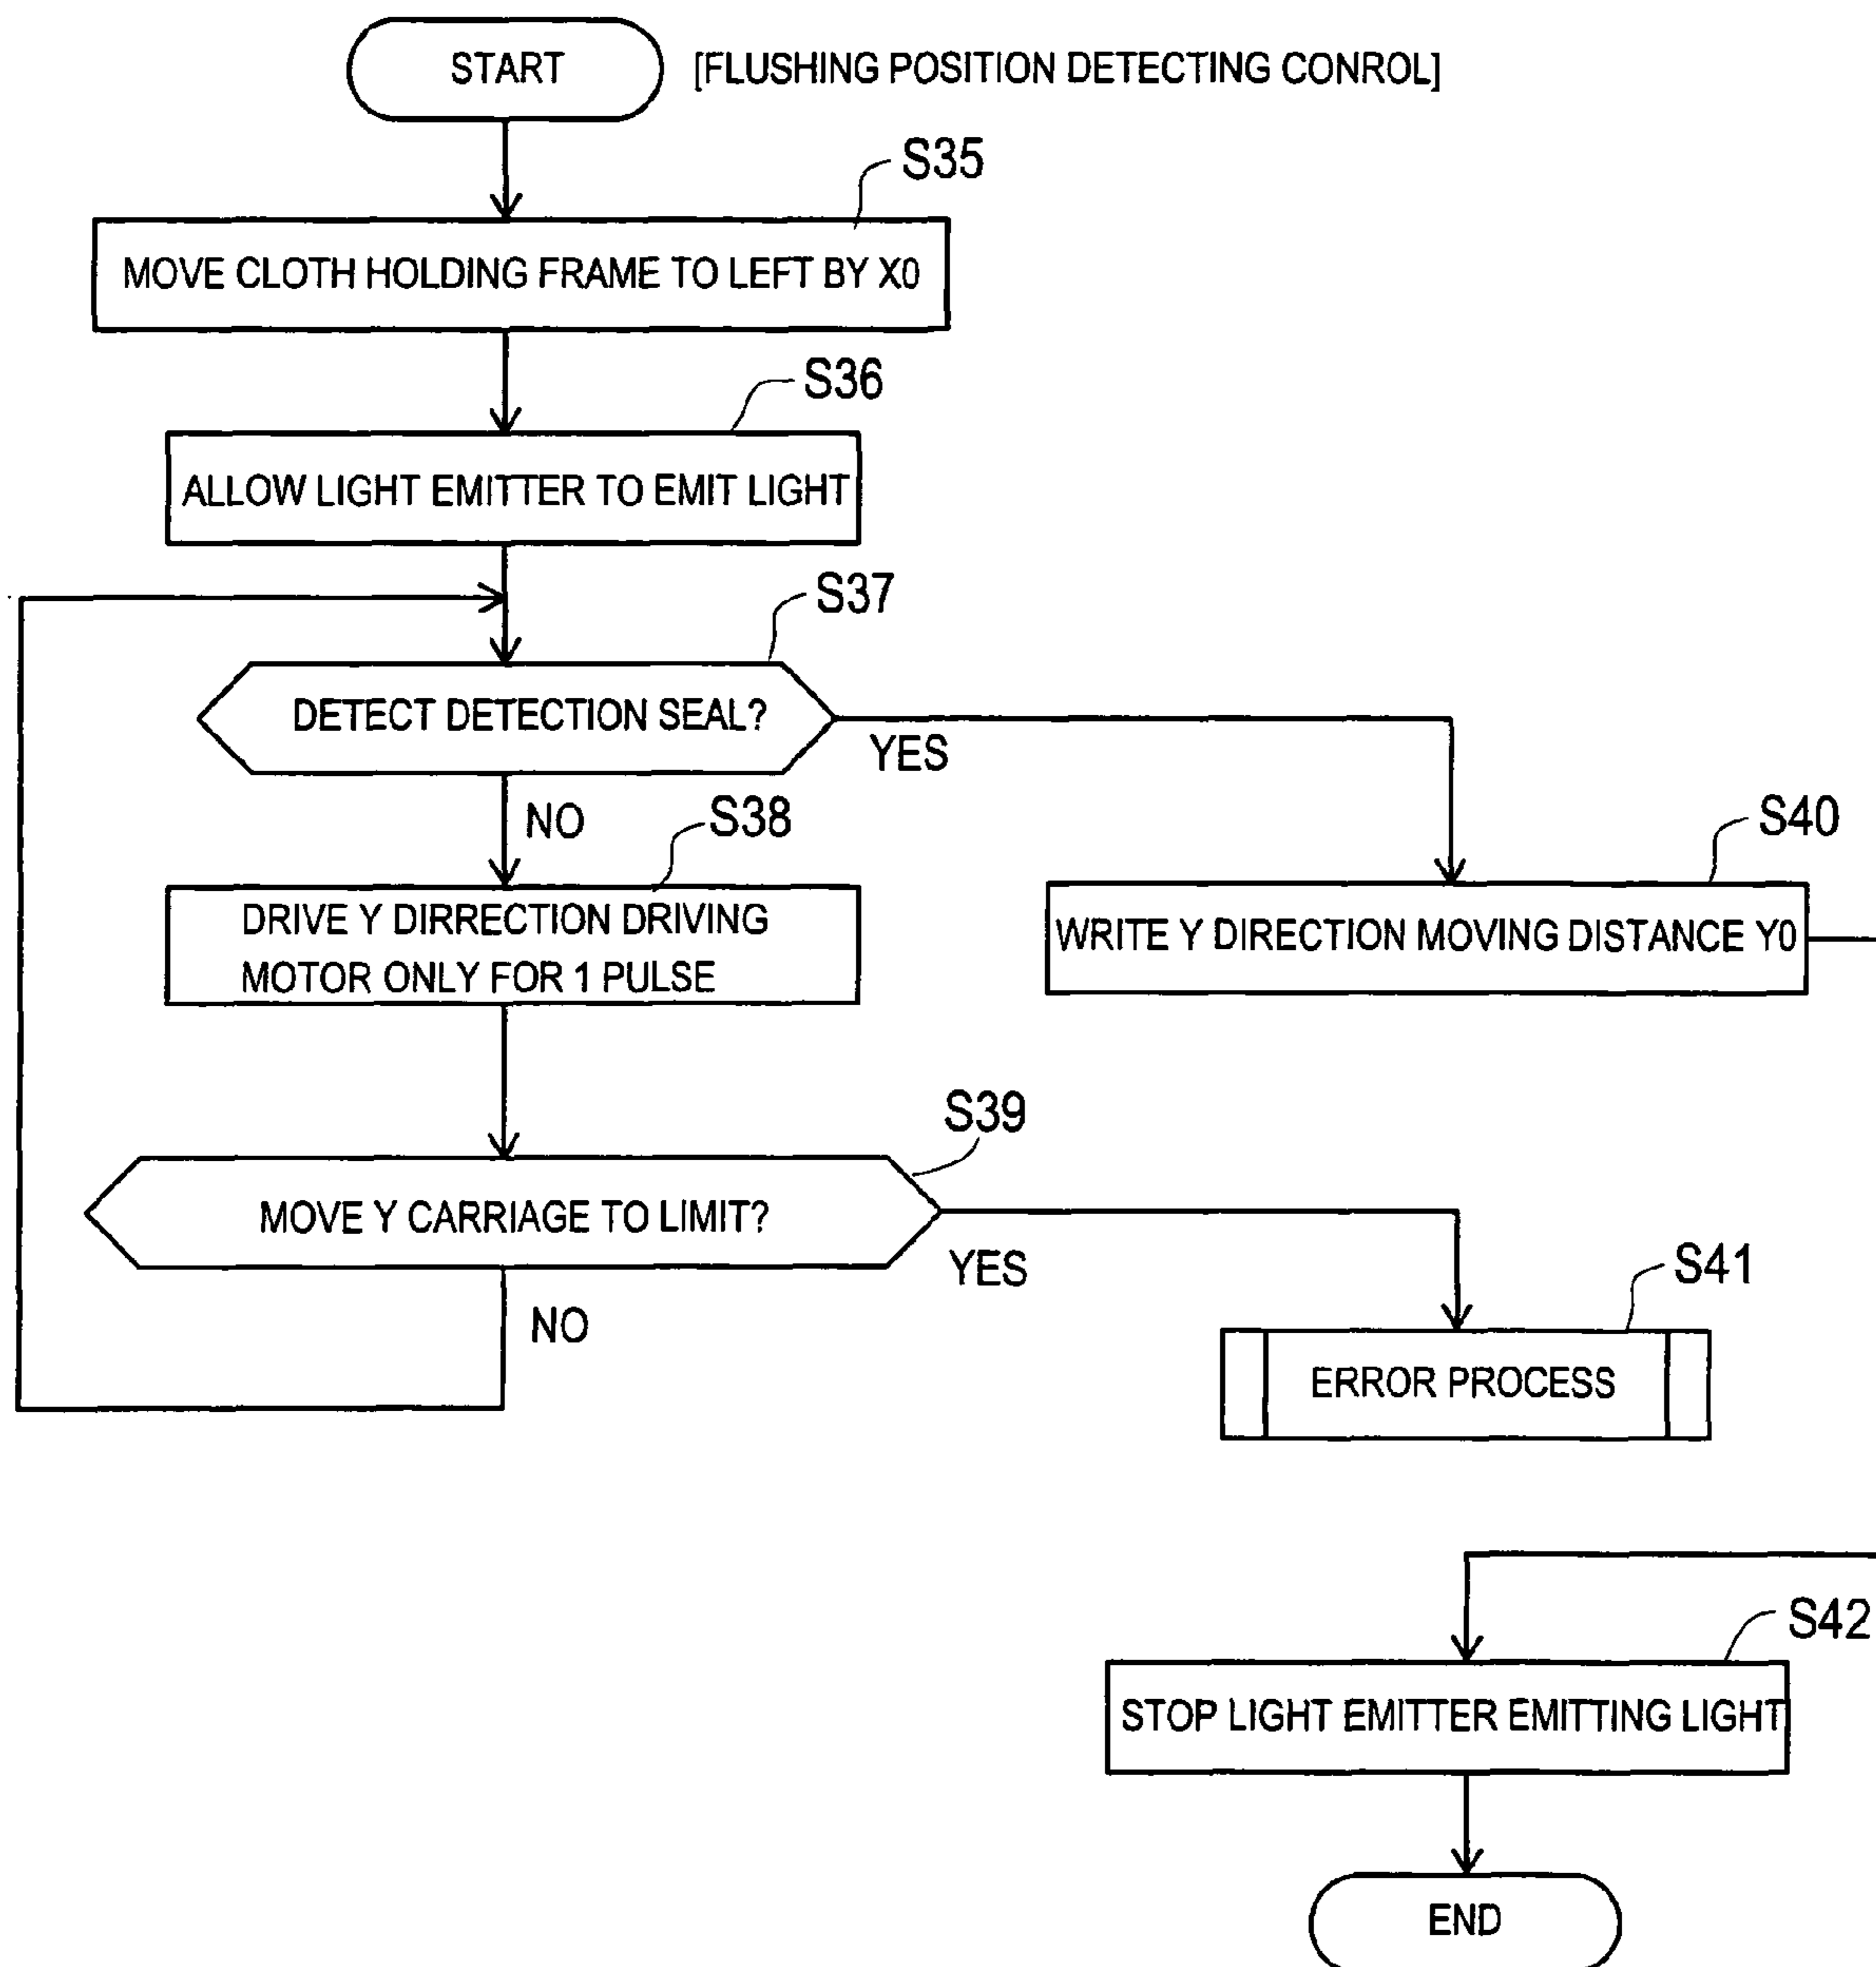 START
[FLUSHING POSITION DETECTING CONROL]
S35
MOVE CLOTH HOLDING FRAME TO LEFT BY X0
S36
ALLOW LIGHT EMITTER TO EMIT LIGHT
S37
DETECT DETECTION SEAL?
YES
NO
S38
DRIVE Y DIRRECTION DRIVING
MOTOR ONLY FOR 1 PULSE
S40
WRITE Y DIRECTION MOVING DISTANCE Y0
S39
MOVE Y CARRIAGE TO LIMIT?
YES
NO
S41
ERROR PROCESS
S42
STOP LIGHT EMITTER EMITTING LIGHT
END